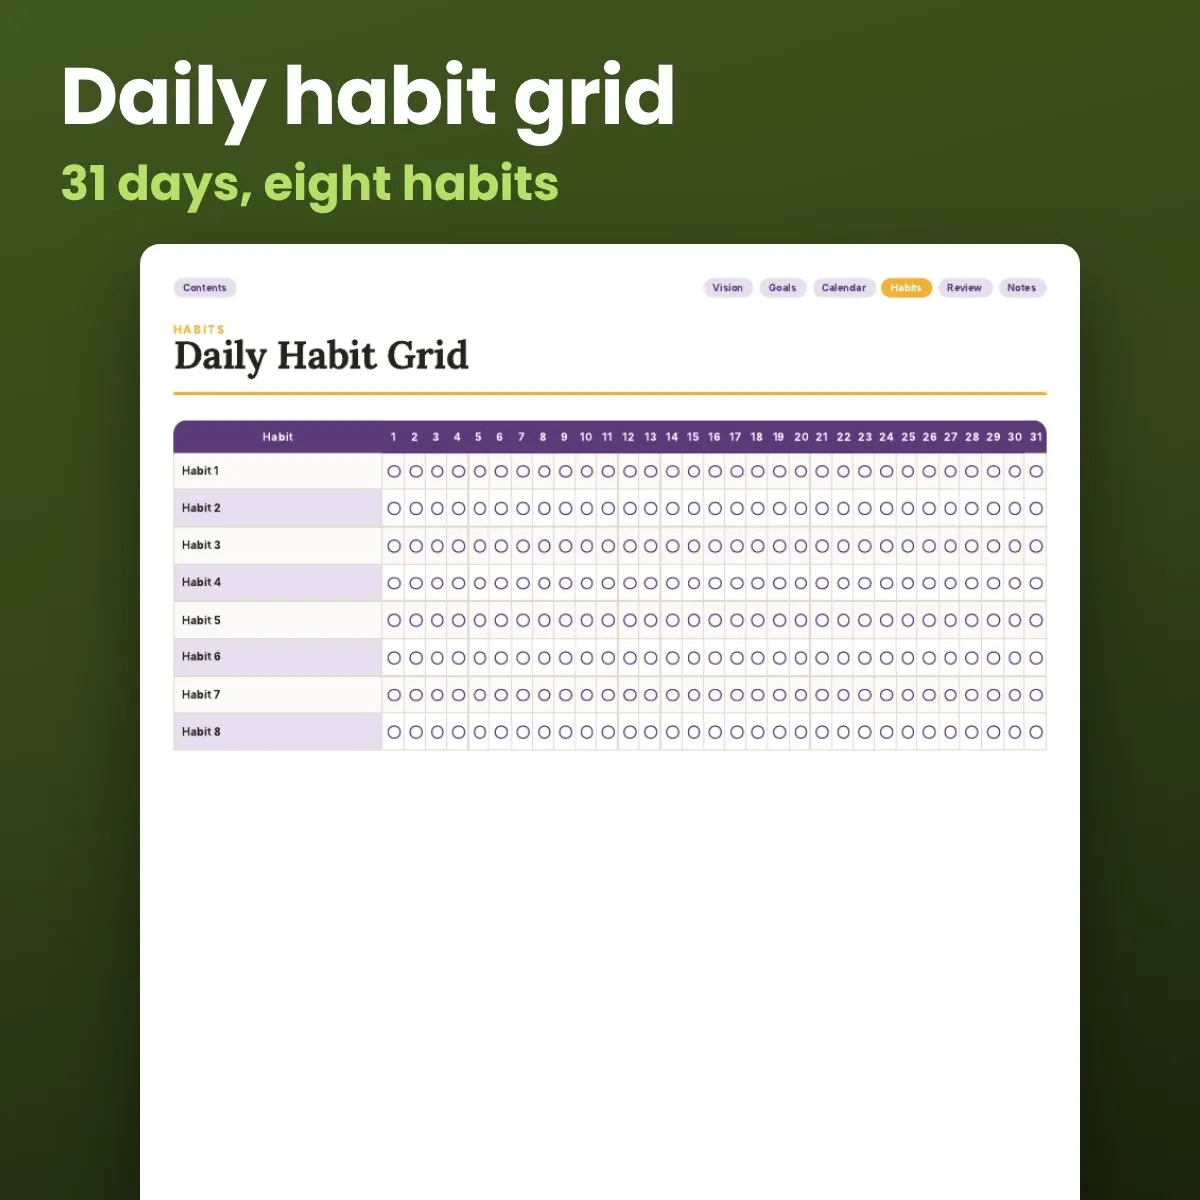 Daily habit grid
31 days, eight habits
Contents Vision Goals Calendar Habits Review Notes
HABITS
Daily Habit Grid
Habit 1 2 3 4 5 6 7 8 9 10 11 12 13 14 15 16 17 18 19 20 21 22 23 24 25 26 27 28 29 30 31
Habit 1
Habit 2
Habit 3
Habit 4
Habit 5
Habit 6
Habit 7
Habit 8